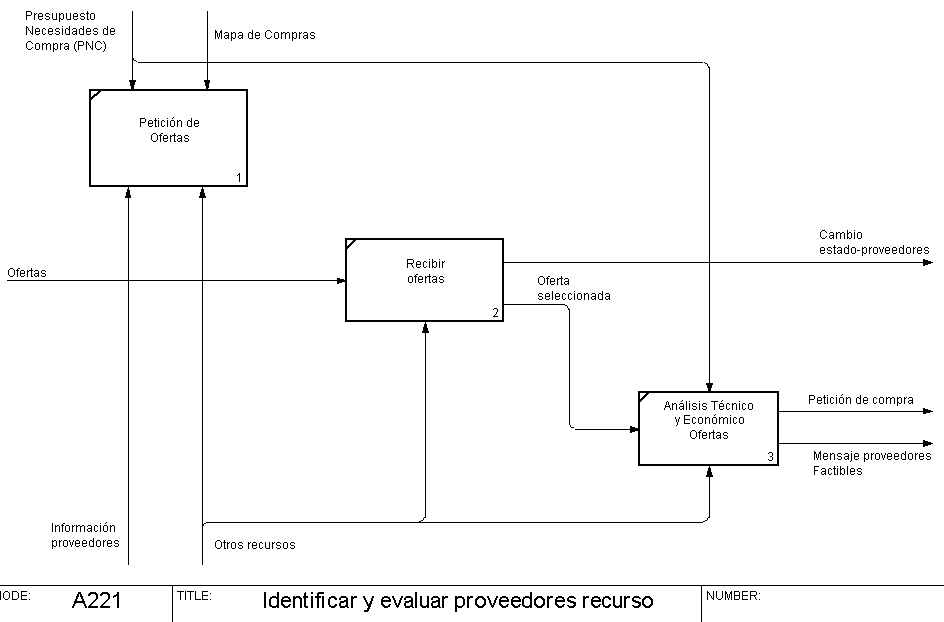 Presupuesto
Necesidades de
Compra (PNC)
Mapa de Compras
Petición de
Ofertas
1
Cambio
estado-proveedores
Ofertas
Recibir
ofertas
2
Oferta
seleccionada
Análisis Técnico
y Económico
Ofertas
3
Petición de compra
Mensaje proveedores
Factibles
Información
proveedores
Otros recursos
IODE:
A221
TITLE:
Identificar y evaluar proveedores recurso
NUMBER: